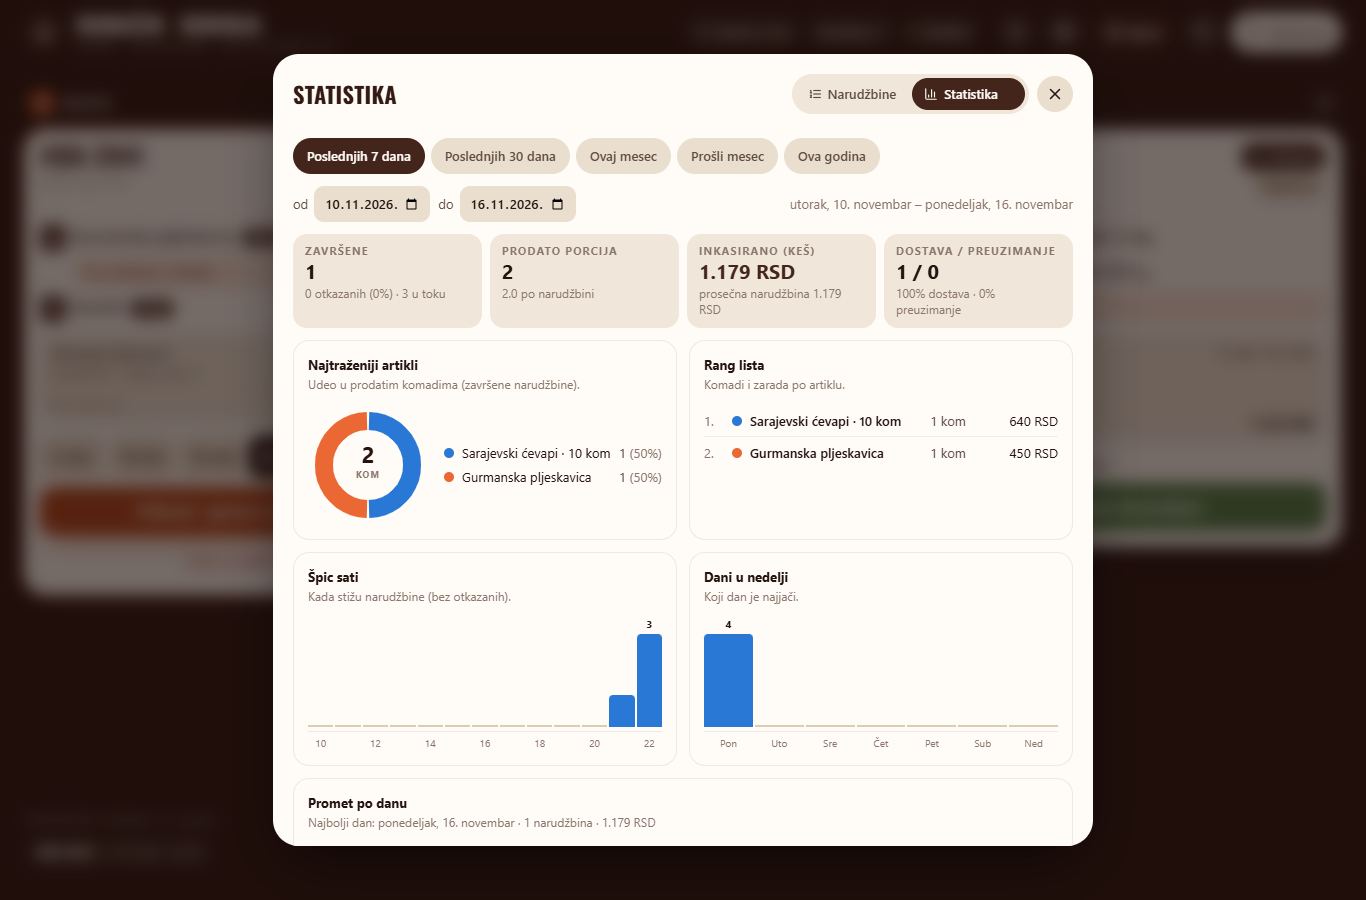 STATISTIKA
Narudžbine
Statistika
Poslednjih 7 dana
Poslednjih 30 dana
Ovaj mesec
Prošli mesec
Ova godina
od 10.11.2026. do 16.11.2026.
utorak, 10. novembar – ponedeljak, 16. novembar
ZAVRŠENE
1
0 otkazanih (0%) · 3 u toku
PRODATO PORCIJA
2
2.0 po narudžbini
INKASIRANO (KEŠ)
1.179 RSD
prosečna narudžbina 1.179
RSD
DOSTAVA / PREUZIMANJE
1 / 0
100% dostava · 0%
preuzimanje
Najtraženiji artikli
Udeo u prodatim komadima (završene narudžbine).
2
KOM
Sarajevski ćevapi · 10 kom 1 (50%)
Gurmanska pljeskavica 1 (50%)
Rang lista
Komadi i zarada po artiklu.
1. Sarajevski ćevapi · 10 kom 1 kom 640 RSD
2. Gurmanska pljeskavica 1 kom 450 RSD
Špic sati
Kada stižu narudžbine (bez otkazanih).
3
10 12 14 16 18 20 22
Dani u nedelji
Koji dan je najjači.
4
Pon Uto Sre Čet Pet Sub Ned
Promet po danu
Najbolji dan: ponedeljak, 16. novembar · 1 narudžbina · 1.179 RSD